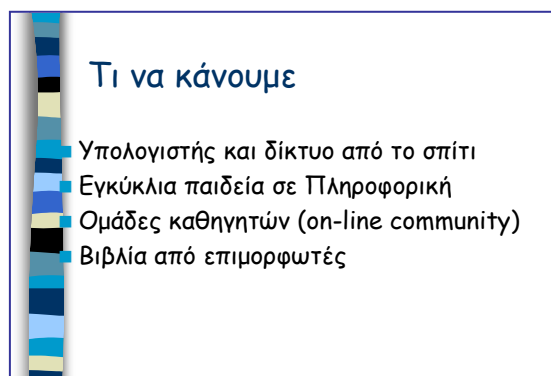 Τι να κάνουμε
Υπολογιστής και δίκτυο από το σπίτι
Εγκύκλια παιδεία σε Πληροφορική
Ομάδες καθηγητών (on-line community)
Βιβλία από επιμορφωτές